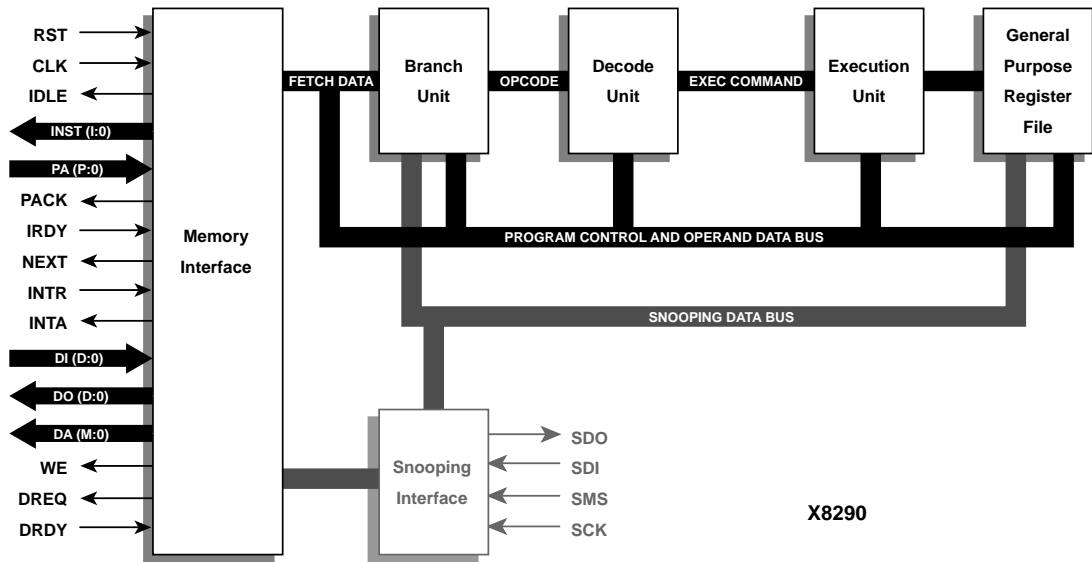 RST
CLK
IDLE
INST (I:0)
PA (P:0)
PACK
IRDY
NEXT
INTR
INTA
DI (D:0)
DO (D:0)
DA (M:0)
WE
DREQ
DRDY
Memory
Interface
FETCH DATA
Branch
Unit
OPCODE
Decode
Unit
EXEC COMMAND
Execution
Unit
General
Purpose
Register
File
PROGRAM CONTROL AND OPERAND DATA BUS
SNOOPING DATA BUS
Snooping
Interface
SDO
SDI
SMS
SCK
X8290